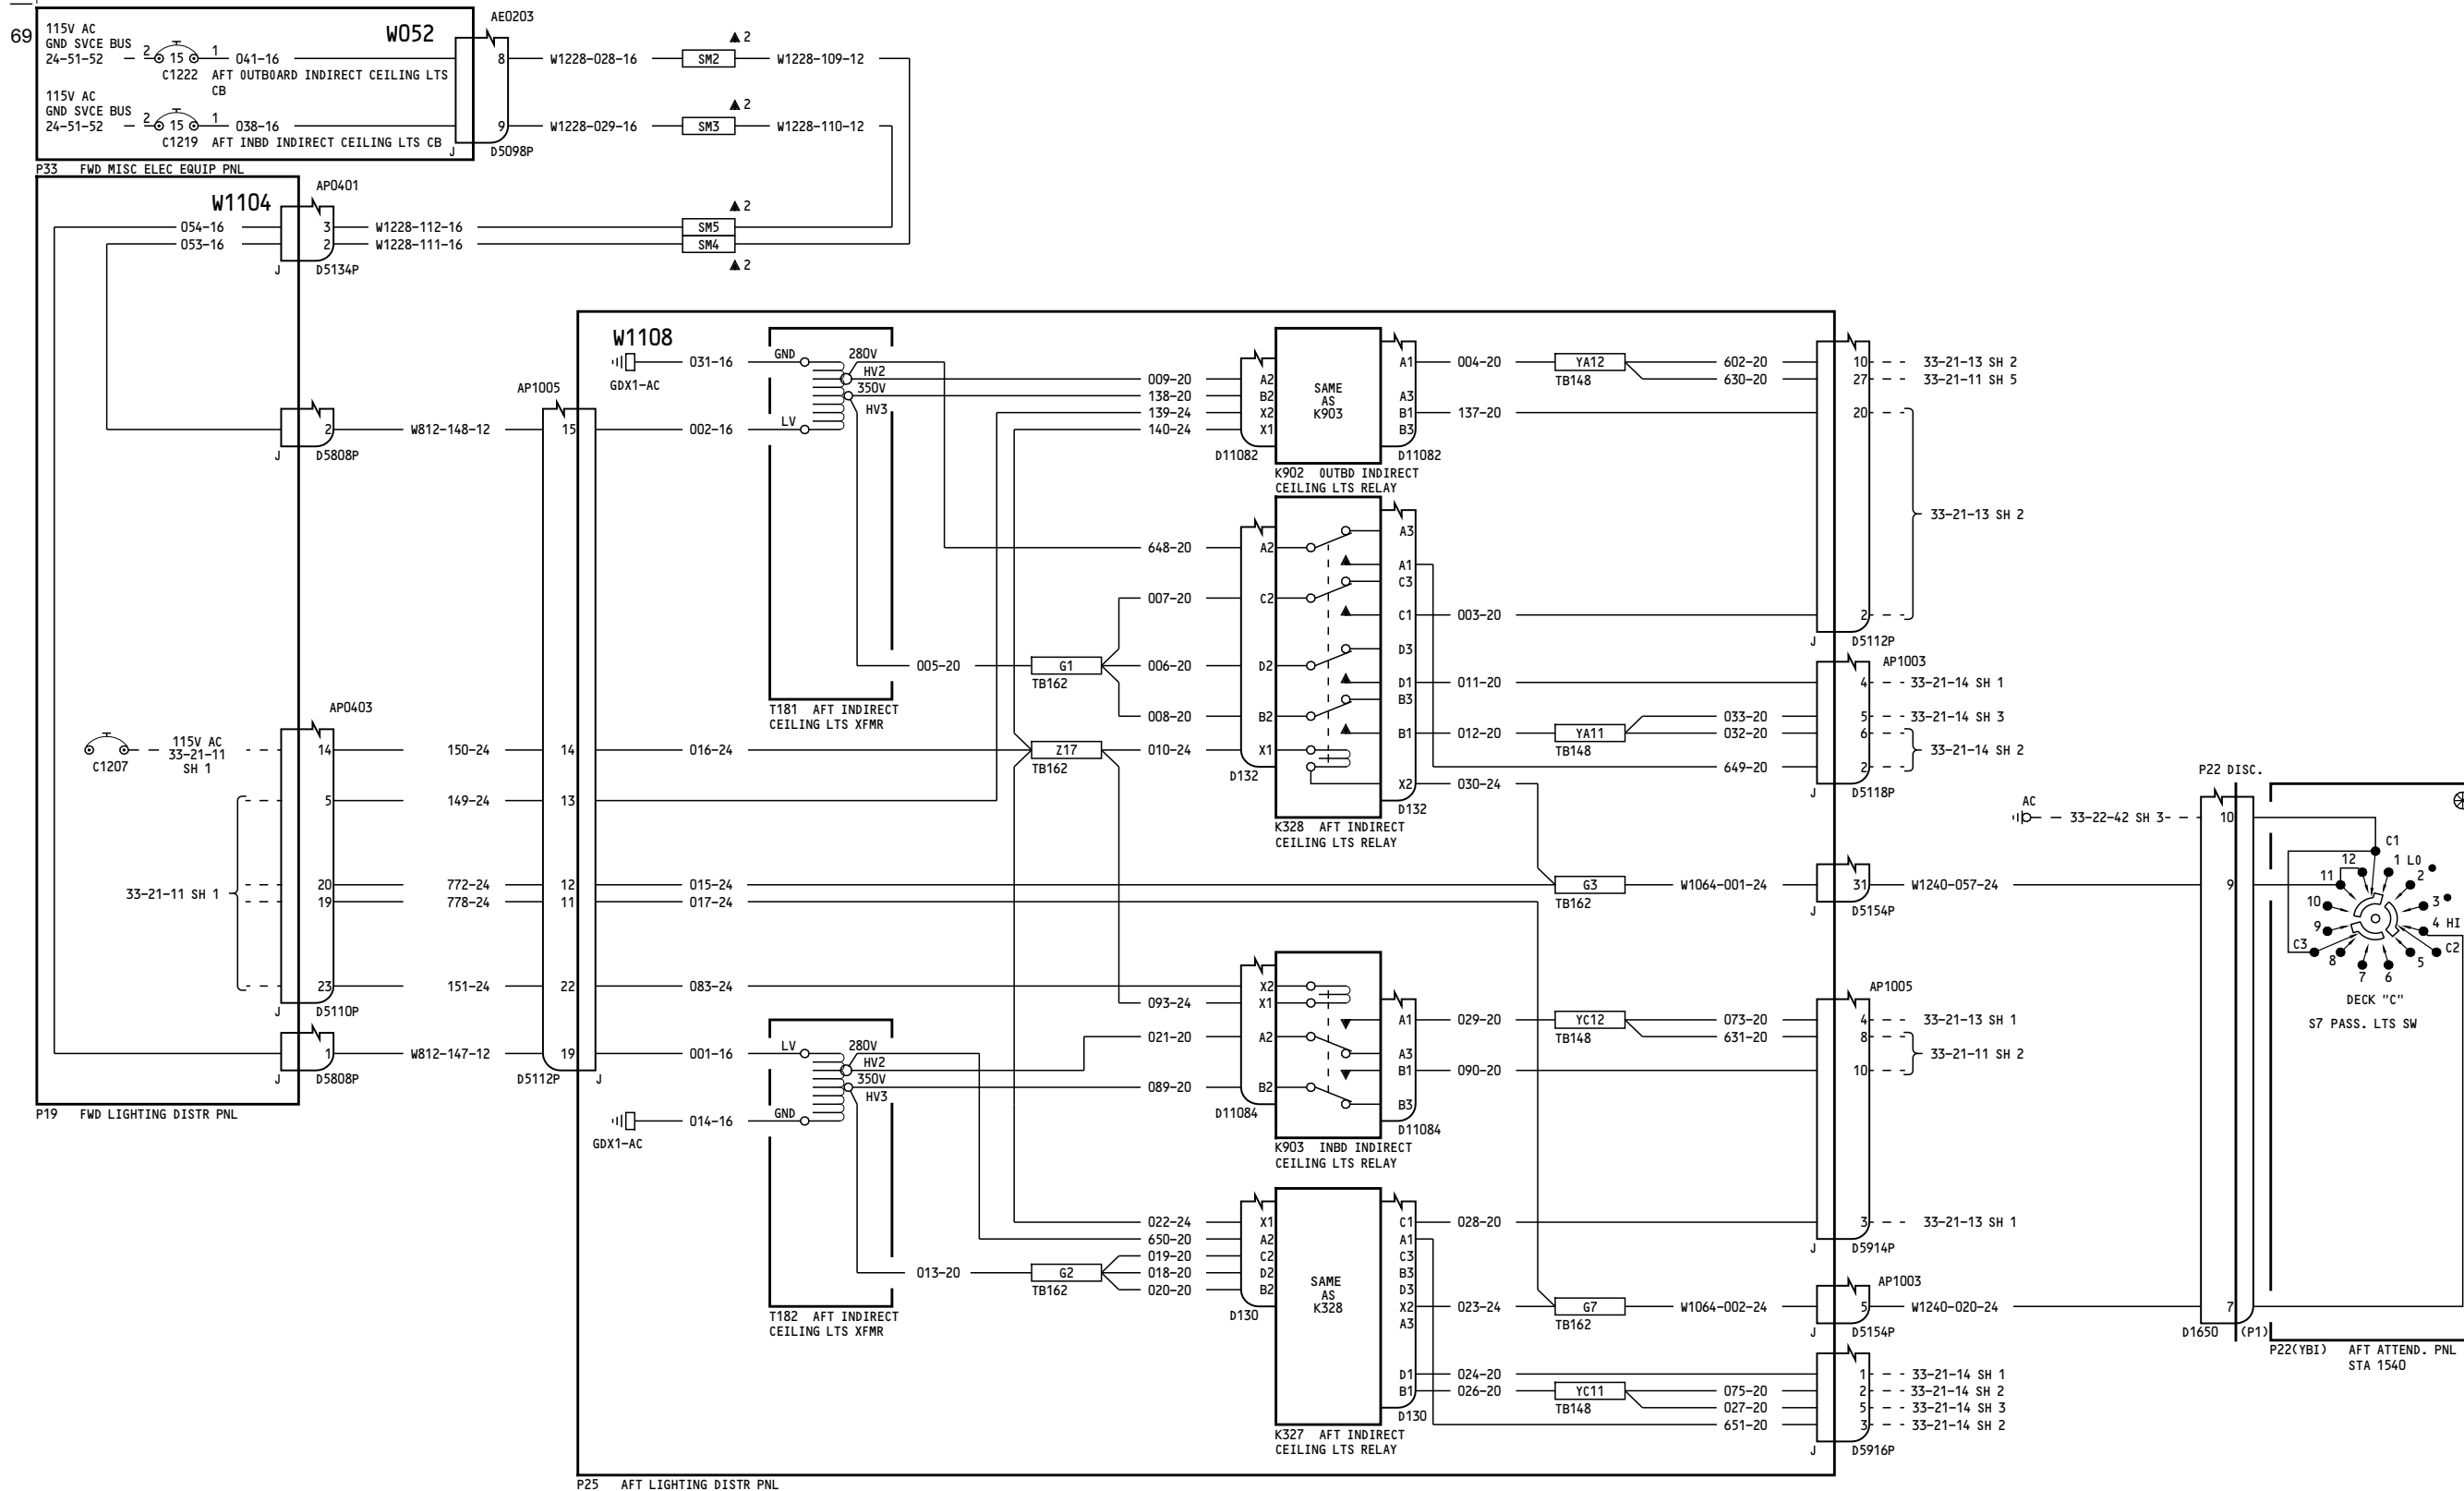 69
115V AC
GND SVCE BUS
24-51-52
2
15
1
041-16
C1222 AFT OUTBOARD INDIRECT CEILING LTS
CB
W052
AE0203
8
W1228-028-16
SM2
▲ 2
W1228-109-12
115V AC
GND SVCE BUS
24-51-52
2
15
1
038-16
C1219 AFT INBD INDIRECT CEILING LTS CB
9
W1228-029-16
SM3
▲ 2
W1228-110-12
J
D5098P
P33 FWD MISC ELEC EQUIP PNL
W1104
AP0401
054-16
3
W1228-112-16
SM5
▲ 2
053-16
2
W1228-111-16
SM4
▲ 2
J
D5134P
2
W812-148-12
J
D5808P
C1207
115V AC
33-21-11
SH 1
AP0403
14
150-24
5
149-24
33-21-11 SH 1
20
772-24
19
778-24
23
151-24
J
D5110P
1
W812-147-12
J
D5808P
P19 FWD LIGHTING DISTR PNL
AP1005
15
14
13
12
11
22
19
D5112P
J
W1108
GDX1-AC
031-16
GND
280V
HV2
350V
HV3
002-16
LV
T181 AFT INDIRECT
CEILING LTS XFMR
016-24
015-24
017-24
083-24
001-16
LV
280V
HV2
350V
HV3
GND
014-16
GDX1-AC
T182 AFT INDIRECT
CEILING LTS XFMR
005-20
G1
TB162
Z17
TB162
013-20
G2
TB162
009-20
138-20
139-24
140-24
A2
B2
X2
X1
D11082
SAME
AS
K903
A1
A3
B1
B3
D11082
K902 OUTBD INDIRECT
CEILING LTS RELAY
004-20
YA12
TB148
602-20
630-20
137-20
648-20
007-20
006-20
008-20
010-24
A2
C2
D2
B2
X1
D132
A3
A1
C3
C1
D3
D1
B3
B1
X2
D132
K328 AFT INDIRECT
CEILING LTS RELAY
003-20
011-20
012-20
YA11
TB148
033-20
032-20
649-20
030-24
G3
TB162
W1064-001-24
093-24
021-20
089-20
X2
X1
A2
B2
D11084
A1
A3
B1
B3
D11084
K903 INBD INDIRECT
CEILING LTS RELAY
029-20
YC12
TB148
073-20
631-20
090-20
022-24
650-20
019-20
018-20
020-20
X1
A2
C2
D2
B2
D130
SAME
AS
K328
C1
A1
C3
B3
D3
X2
A3
D1
B1
D130
K327 AFT INDIRECT
CEILING LTS RELAY
028-20
023-24
G7
TB162
W1064-002-24
024-20
026-20
YC11
TB148
075-20
027-20
651-20
P25 AFT LIGHTING DISTR PNL
10
33-21-13 SH 2
27
33-21-11 SH 5
20
33-21-13 SH 2
2
J
D5112P
AP1003
4
33-21-14 SH 1
5
33-21-14 SH 3
6
33-21-14 SH 2
2
J
D5118P
31
W1240-057-24
J
D5154P
AP1005
4
33-21-13 SH 1
8
33-21-11 SH 2
10
3
33-21-13 SH 1
J
D5914P
AP1003
5
W1240-020-24
J
D5154P
1
33-21-14 SH 1
2
33-21-14 SH 2
5
33-21-14 SH 3
3
33-21-14 SH 2
J
D5916P
P22 DISC.
AC
33-22-42 SH 3
10
9
7
D1650
(P1)
C1
12
1 LO
11
2
10
3
9
4 HI
C3
C2
8
5
7
6
DECK "C"
S7 PASS. LTS SW
P22(YBI) AFT ATTEND. PNL
STA 1540